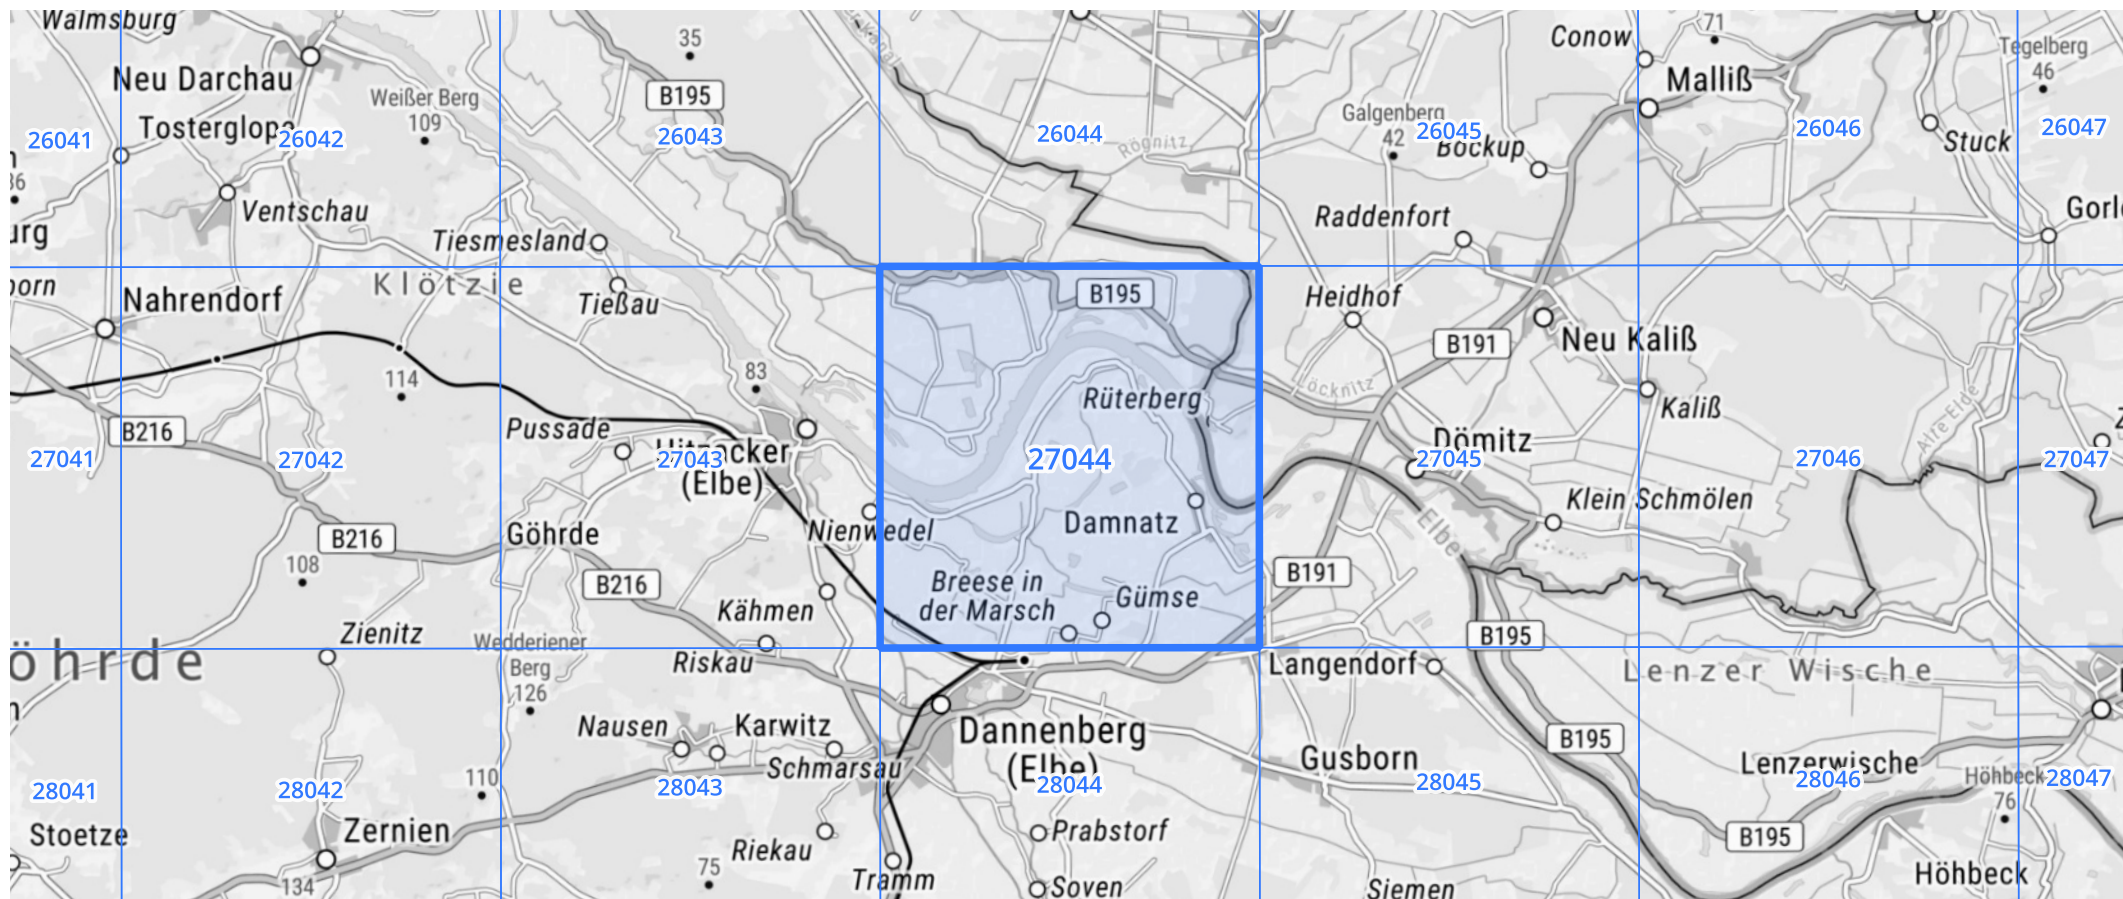 Walmsburg
35
B195
71
Conow
Tegelberg
46
Neu Darchau
Malliß
Weißer Berg
109
Galgenberg
42
Tosterglope
26041
26042
26043
26044
26045
26046
26047
Bockup
Rögnitz
Stuck
36
Ventschau
Tiesmesland
Raddenfort
Klötzie
Nahrendorf
Tießau
B195
Heidhof
B191
Neu Kaliß
114
83
Rüterberg
Kaliß
Alte Elde
B216
Pussade
Hitzacker
(Elbe)
Dömitz
27041
27042
27043
27044
27045
27046
27047
Klein Schmölen
Nienwedel
Damnatz
Elbe
B216
Göhrde
108
B216
B191
Breese in
der Marsch
Gümse
Kähmen
Zienitz
Wedderiener
Berg
126
Riskau
B195
öhrde
Langendorf
Lenzer Wische
Nausen
Karwitz
Dannenberg
(Elbe)
B195
Gusborn
Schmarsau
Lenzerwische
Höhbeck
76
110
28041
28042
28043
28044
28045
28046
28047
Stoetze
Zernien
Riekau
Prabstorf
B195
134
75
Tramm
Soven
Siemen
Höhbeck